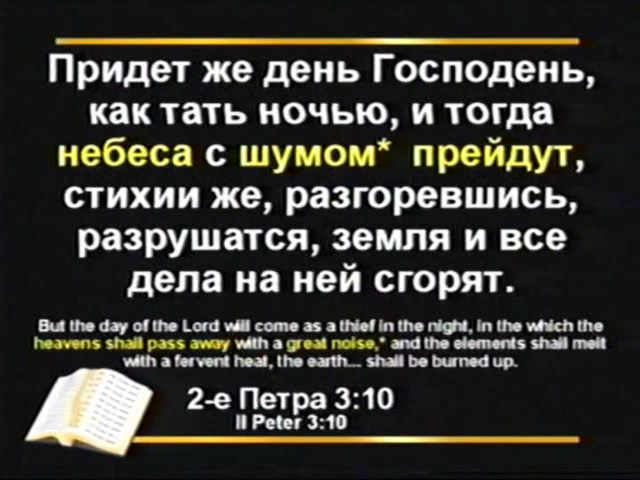 Придет же день Господень,
как тать ночью, и тогда
небеса с шумом* прейдут,
стихии же, разгоревшись,
разрушатся, земля и все
дела на ней сгорят.
But the day of the Lord will come as a thief in the night, in the which the
heavens shall pass away with a great noise,* and the elements shall melt
with a fervent heat, the earth... shall be burned up.
2-е Петра 3:10
II Peter 3:10